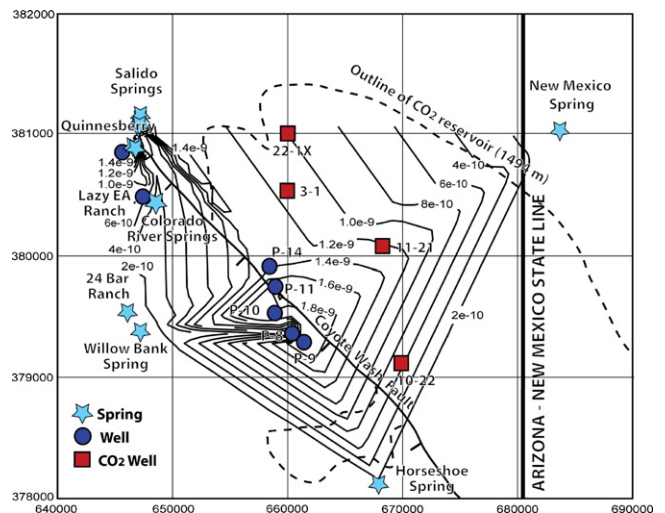 382000
381000
380000
379000
378000
640000
650000
660000
670000
680000
690000
Salido
Springs
Quinnesberry
1.4e-9
1.2e-9
1.0e-9
Lazy EA
Ranch
6e-10
4e-10
2e-10
1.4e-9
Colorado
River Springs
24 Bar
Ranch
Willow Bank
Spring
Outline of CO2 reservoir (1494 m)
New Mexico
Spring
22-1X
3-1
11-21
10-22
4e-10
6e-10
8e-10
1.0e-9
1.2e-9
1.4e-9
1.6e-9
1.8e-9
2e-10
P-14
P-11
P-10
P-8
P-9
Coyote Wash Fault
Horseshoe
Spring
ARIZONA - NEW MEXICO STATE LINE
Spring
Well
CO2 Well